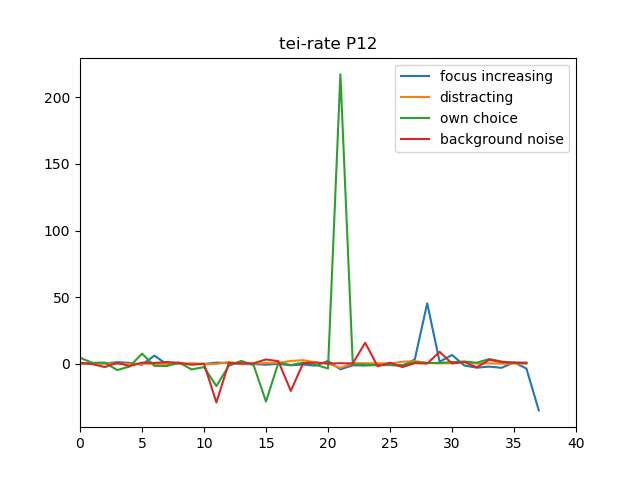 tei-rate P12
focus increasing
distracting
own choice
background noise
200
150
100
50
0
0 5 10 15 20 25 30 35 40